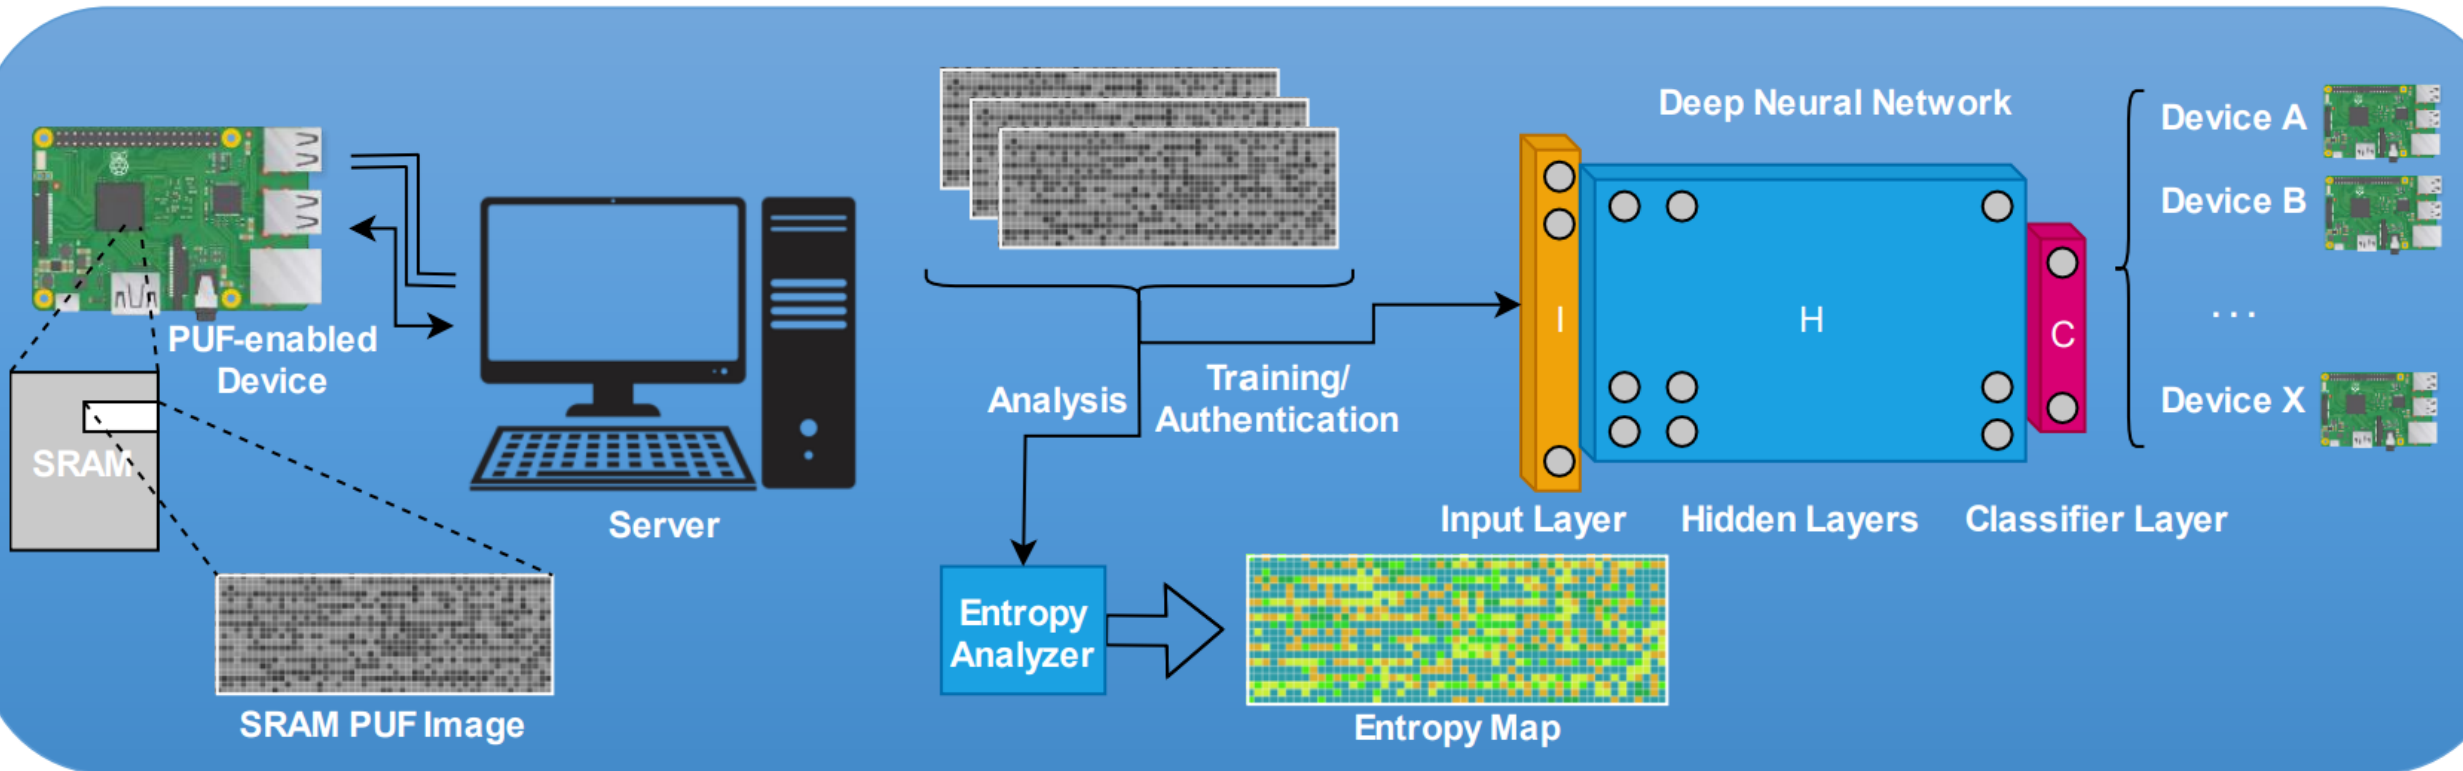 PUF-enabled
Device
SRAM
SRAM PUF Image
Server
Analysis
Training/
Authentication
Entropy
Analyzer
Entropy Map
Deep Neural Network
I
H
C
Input Layer
Hidden Layers
Classifier Layer
Device A
Device B
. . .
Device X